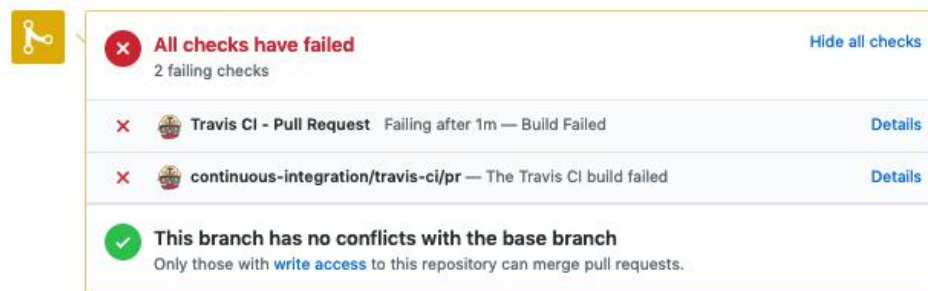 All checks have failed
Hide all checks
2 failing checks
Travis CI - Pull Request Failing after 1m — Build Failed
Details
continuous-integration/travis-ci/pr — The Travis CI build failed
Details
This branch has no conflicts with the base branch
Only those with write access to this repository can merge pull requests.